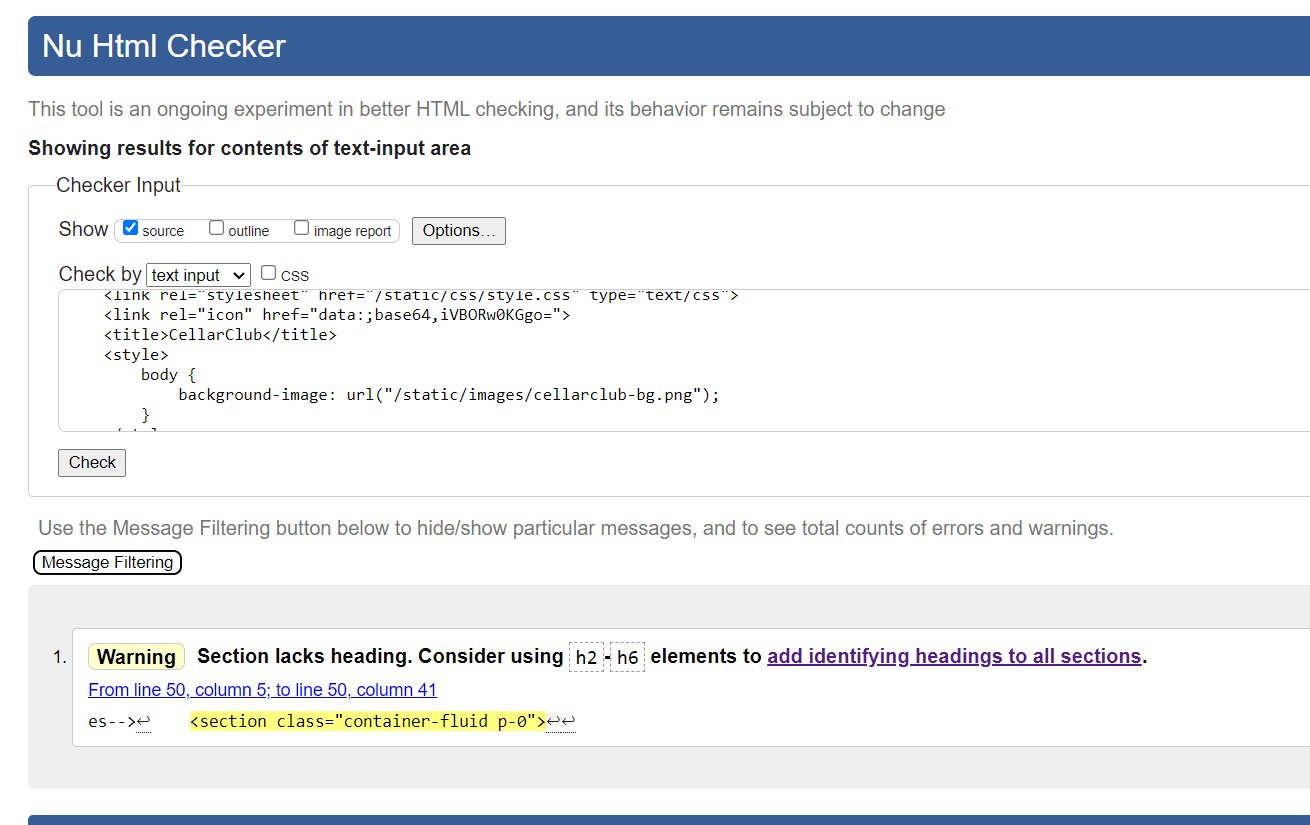 Nu Html Checker
This tool is an ongoing experiment in better HTML checking, and its behavior remains subject to change
Showing results for contents of text-input area
Checker Input
Show source outline image report Options...
Check by text input CSS
<link rel="stylesheet" href="/static/css/style.css" type="text/css">
<link rel="icon" href="data:;base64,iVBORw0KGgo=">
<title>CellarClub</title>
<style>
body {
background-image: url("/static/images/cellarclub-bg.png");
}
Check
Use the Message Filtering button below to hide/show particular messages, and to see total counts of errors and warnings.
Message Filtering
1. Warning Section lacks heading. Consider using h2-h6 elements to add identifying headings to all sections.
From line 50, column 5; to line 50, column 41
es-->↩ <section class="container-fluid p-0">↩↩